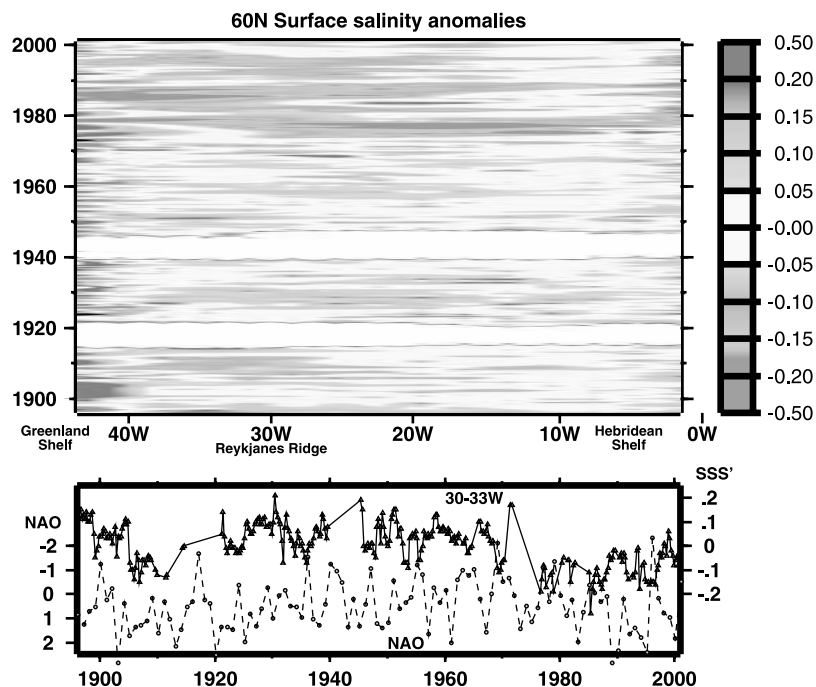 60N Surface salinity anomalies
2000
1980
1960
1940
1920
1900
0.50
0.20
0.15
0.10
0.05
-0.00
-0.05
-0.10
-0.15
-0.20
-0.50
Greenland
Shelf
40W
30W
20W
10W
0W
Reykjanes Ridge
Hebridean
Shelf
SSS'
30-33W
NAO
-2
-1
0
1
2
.2
.1
0
-.1
-.2
NAO
1900
1920
1940
1960
1980
2000